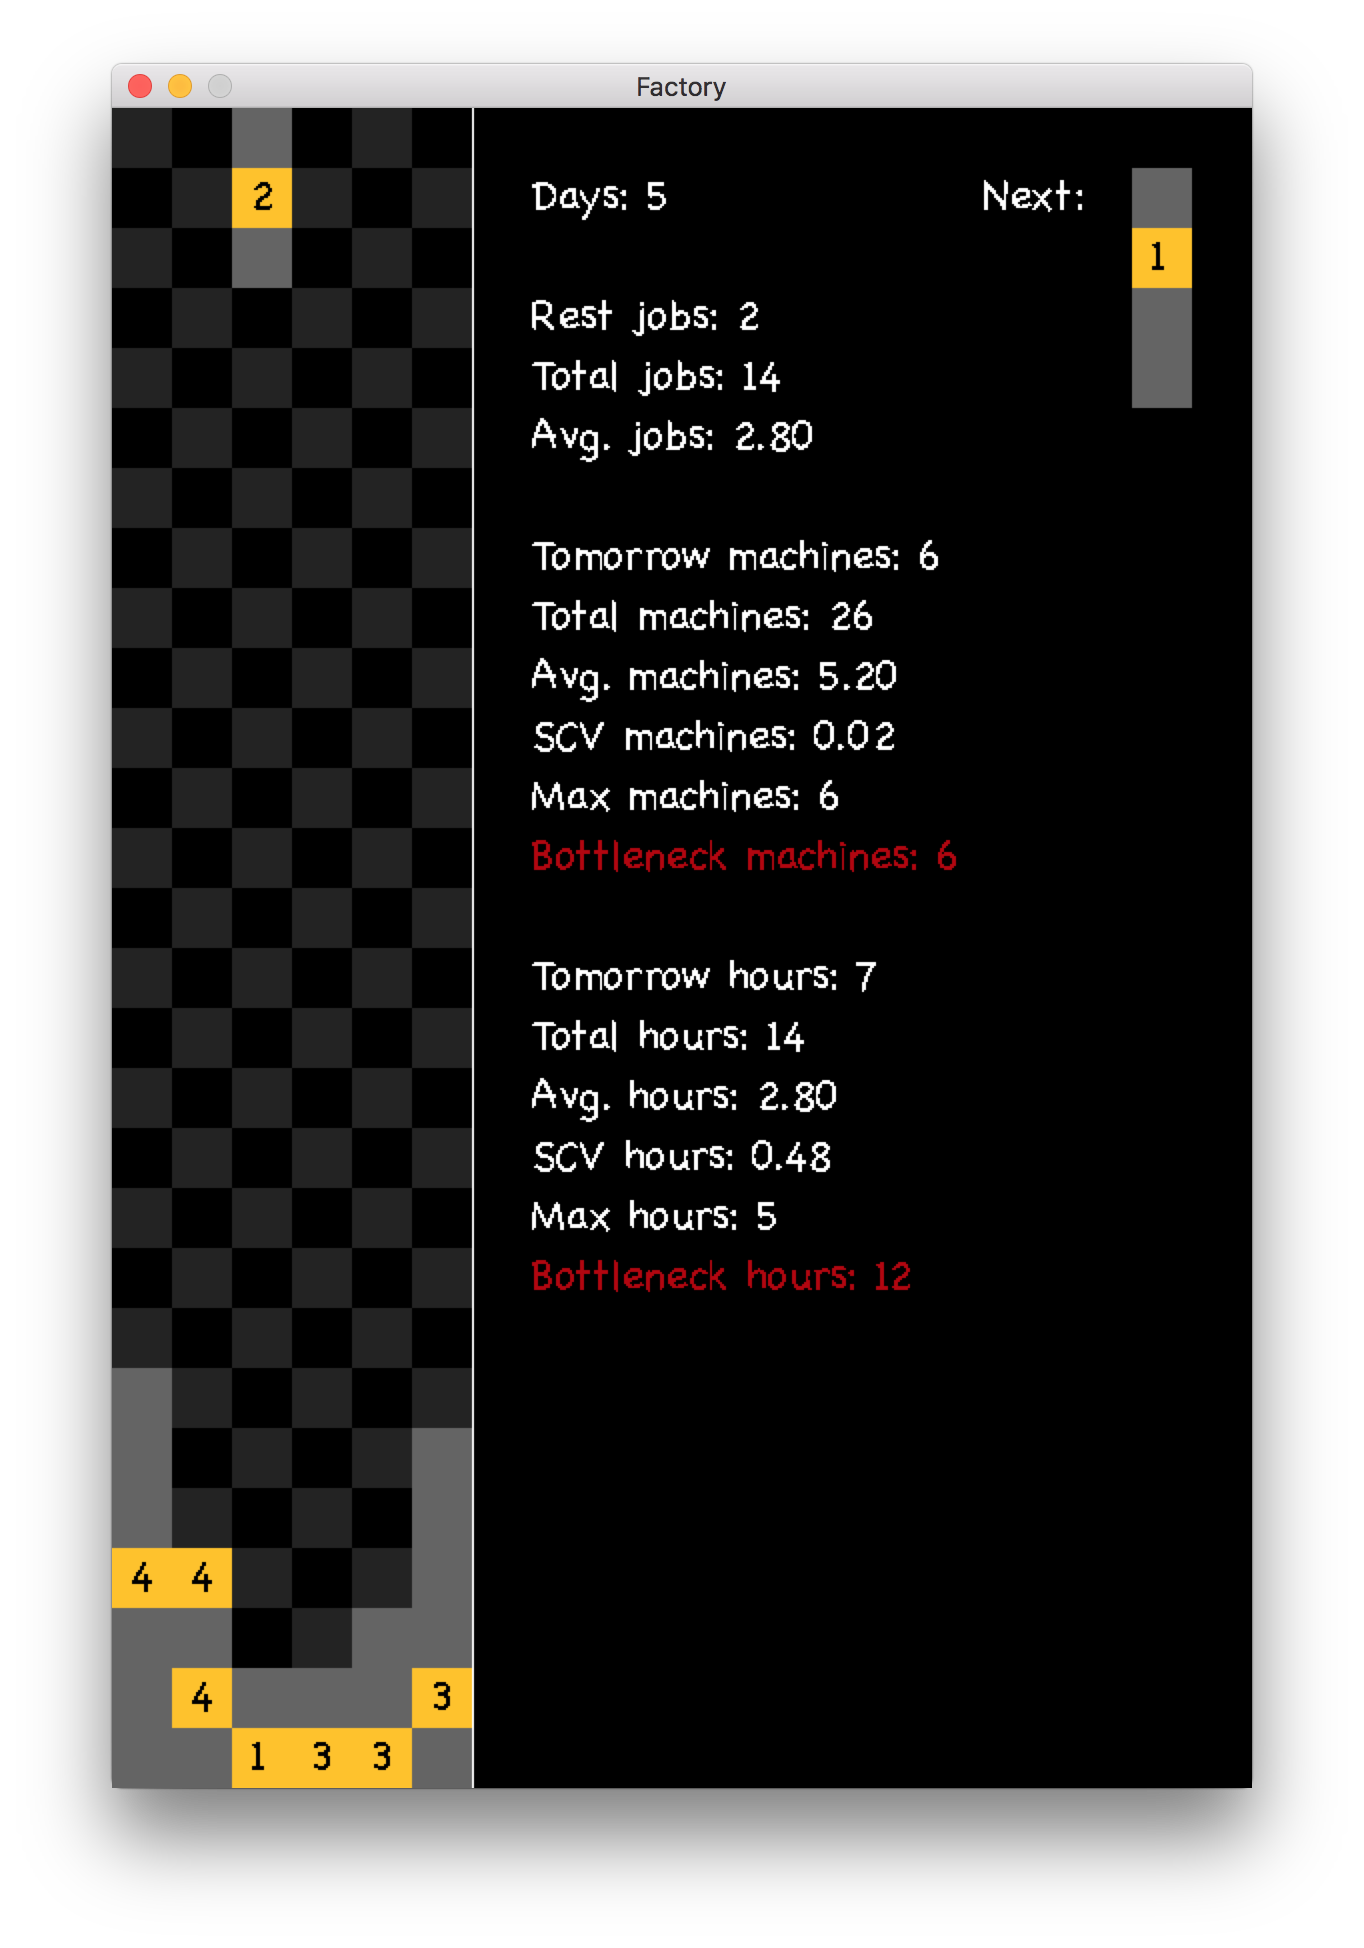 Factory
2
Days: 5
Next:
1
Rest jobs: 2
Total jobs: 14
Avg. jobs: 2.80
Tomorrow machines: 6
Total machines: 26
Avg. machines: 5.20
SCV machines: 0.02
Max machines: 6
Bottleneck machines: 6
Tomorrow hours: 7
Total hours: 14
Avg. hours: 2.80
SCV hours: 0.48
Max hours: 5
Bottleneck hours: 12
4 4
4 3
1 3 3